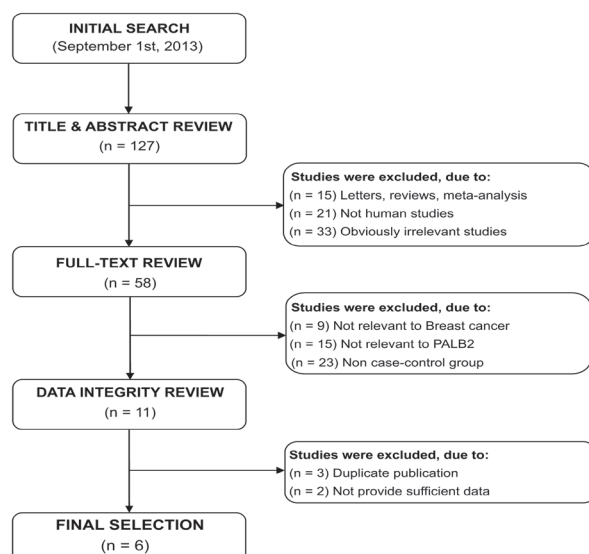 INITIAL SEARCH
(September 1st, 2013)
TITLE & ABSTRACT REVIEW
(n = 127)
Studies were excluded, due to:
(n = 15) Letters, reviews, meta-analysis
(n = 21) Not human studies
(n = 33) Obviously irrelevant studies
FULL-TEXT REVIEW
(n = 58)
Studies were excluded, due to:
(n = 9) Not relevant to Breast cancer
(n = 15) Not relevant to PALB2
(n = 23) Non case-control group
DATA INTEGRITY REVIEW
(n = 11)
Studies were excluded, due to:
(n = 3) Duplicate publication
(n = 2) Not provide sufficient data
FINAL SELECTION
(n = 6)